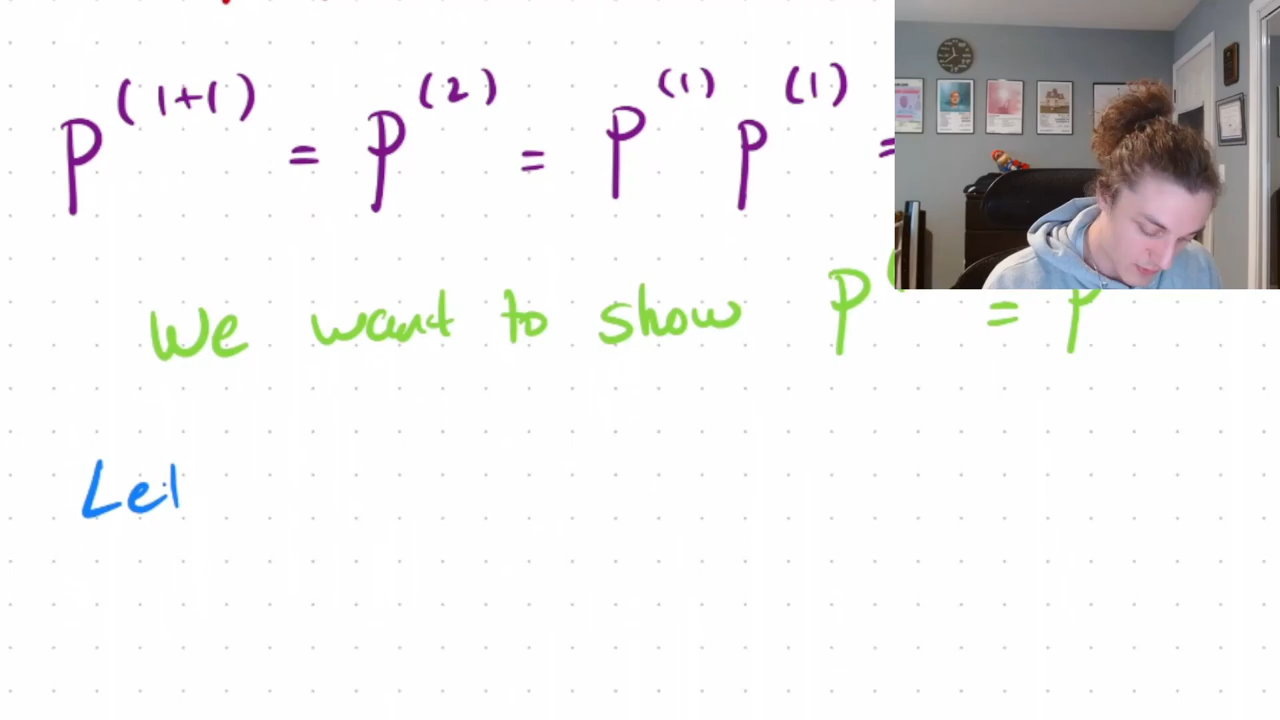 P^(1+1) = P^(2) = P^(1) P^(1) =
We want to show P = P
Let